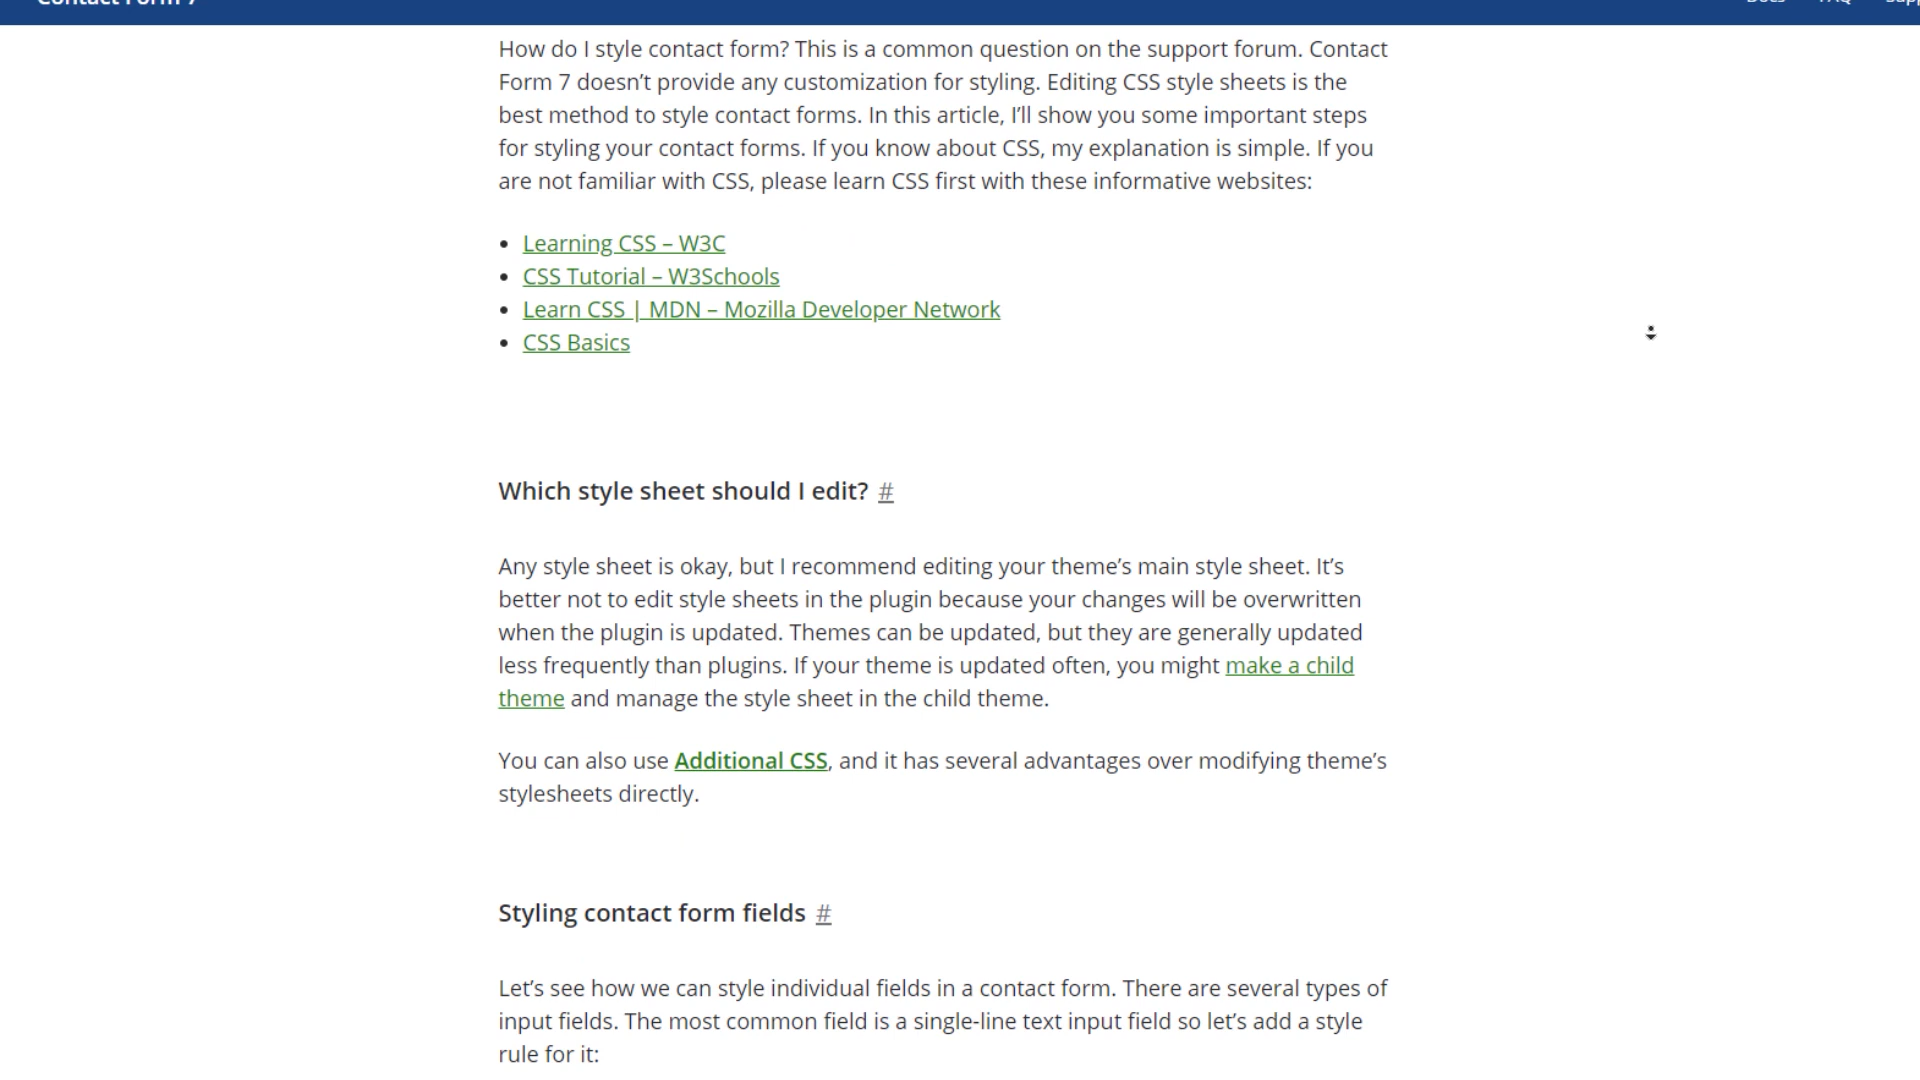 Contact Form 7
Docs FAQ
How do I style contact form? This is a common question on the support forum. Contact
Form 7 doesn’t provide any customization for styling. Editing CSS style sheets is the
best method to style contact forms. In this article, I’ll show you some important steps
for styling your contact forms. If you know about CSS, my explanation is simple. If you
are not familiar with CSS, please learn CSS first with these informative websites:
• Learning CSS – W3C
• CSS Tutorial – W3Schools
• Learn CSS | MDN – Mozilla Developer Network
• CSS Basics
Which style sheet should I edit? #
Any style sheet is okay, but I recommend editing your theme’s main style sheet. It’s
better not to edit style sheets in the plugin because your changes will be overwritten
when the plugin is updated. Themes can be updated, but they are generally updated
less frequently than plugins. If your theme is updated often, you might make a child
theme and manage the style sheet in the child theme.
You can also use Additional CSS, and it has several advantages over modifying theme’s
stylesheets directly.
Styling contact form fields #
Let’s see how we can style individual fields in a contact form. There are several types of
input fields. The most common field is a single-line text input field so let’s add a style
rule for it: